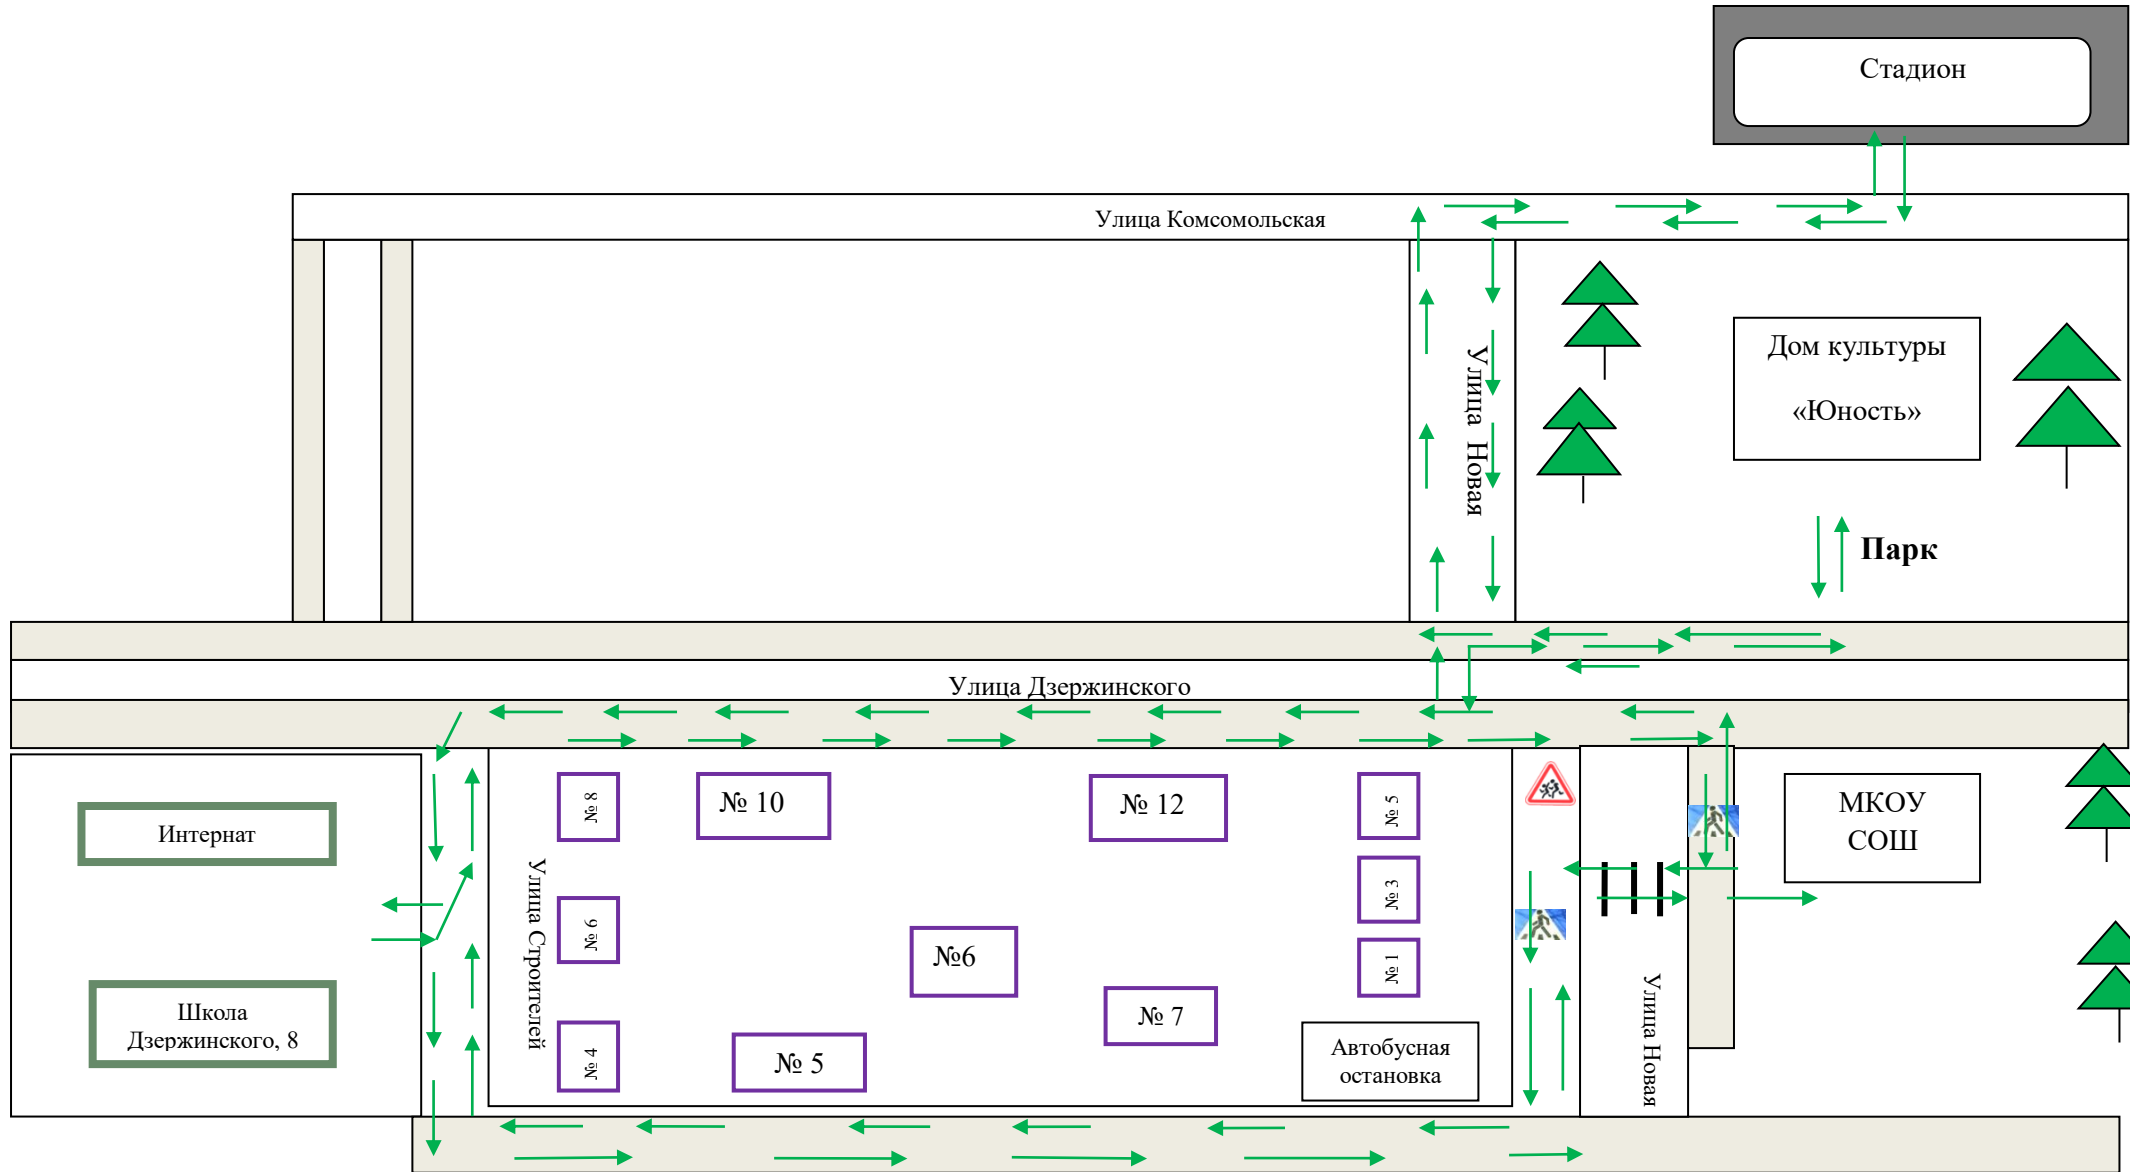 Стадион
Улица Комсомольская
Улица Новая
Дом культуры
«Юность»
Парк
Улица Дзержинского
№ 8
№ 10
№ 12
№ 5
МКОУ
СОШ
Интернат
Улица Строителей
№ 3
№ 6
№6
№ 1
№ 7
Школа
Дзержинского, 8
№ 4
№ 5
Автобусная
остановка
Улица Новая